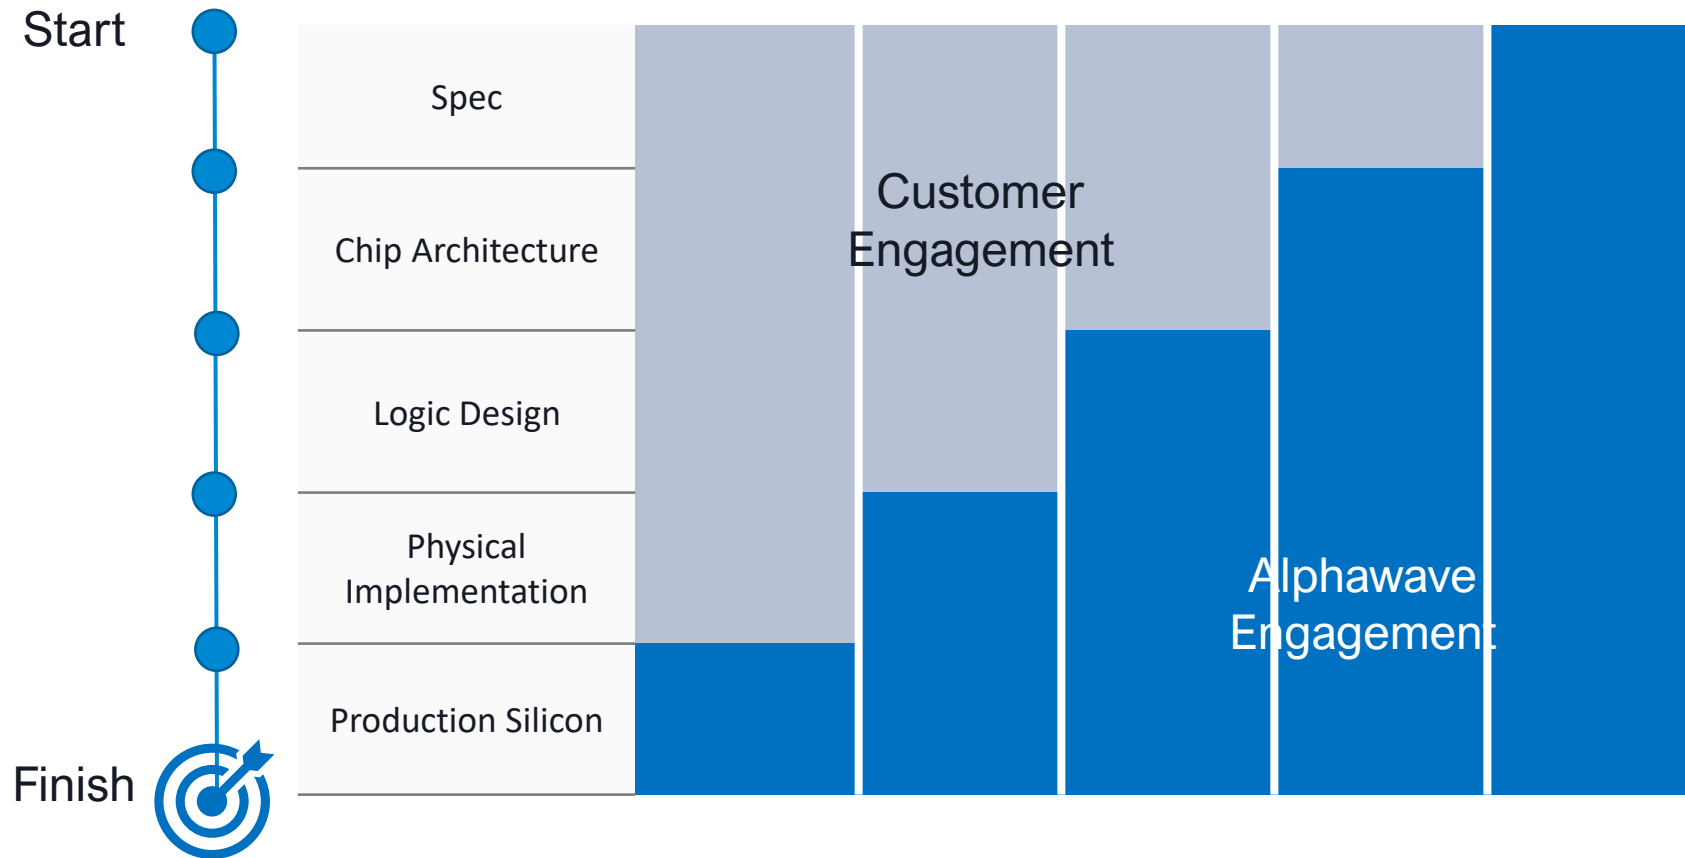 Start
Spec
Customer
Engagement
Chip Architecture
Logic Design
Physical
Implementation
Alphawave
Engagement
Production Silicon
Finish